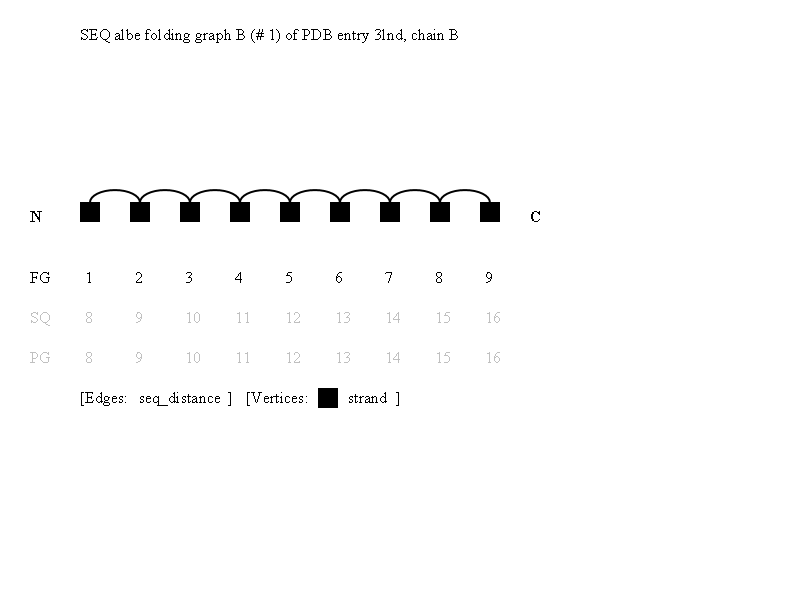 SEQ albe folding graph B (# 1) of PDB entry 3lnd, chain B
N C
FG 1 2 3 4 5 6 7 8 9
SQ 8 9 10 11 12 13 14 15 16
PG 8 9 10 11 12 13 14 15 16
[Edges: seq_distance ] [Vertices: strand ]